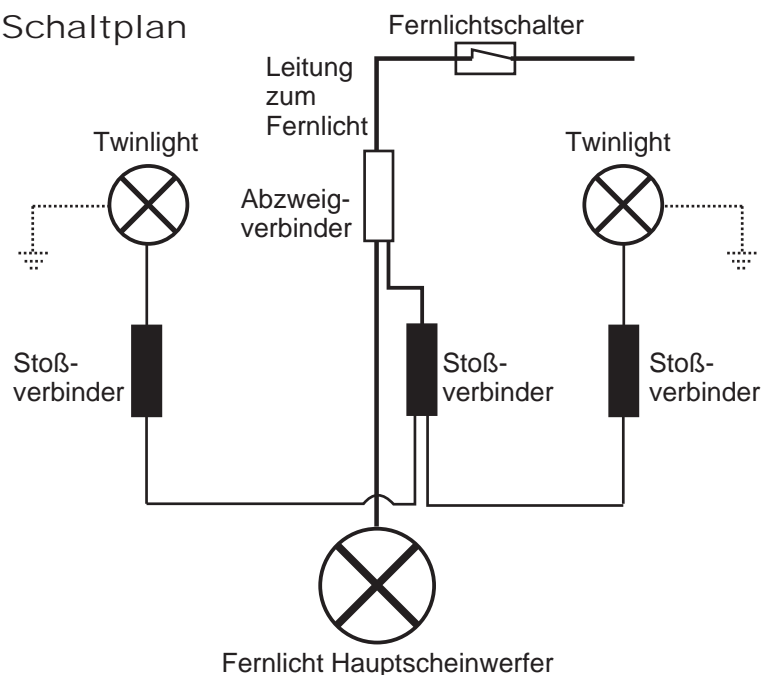 Schaltplan
Fernlichtschalter
Leitung
zum
Fernlicht
Twinlight
Twinlight
Abzweig-
verbinder
Stoß-
verbinder
Stoß-
verbinder
Stoß-
verbinder
Fernlicht Hauptscheinwerfer